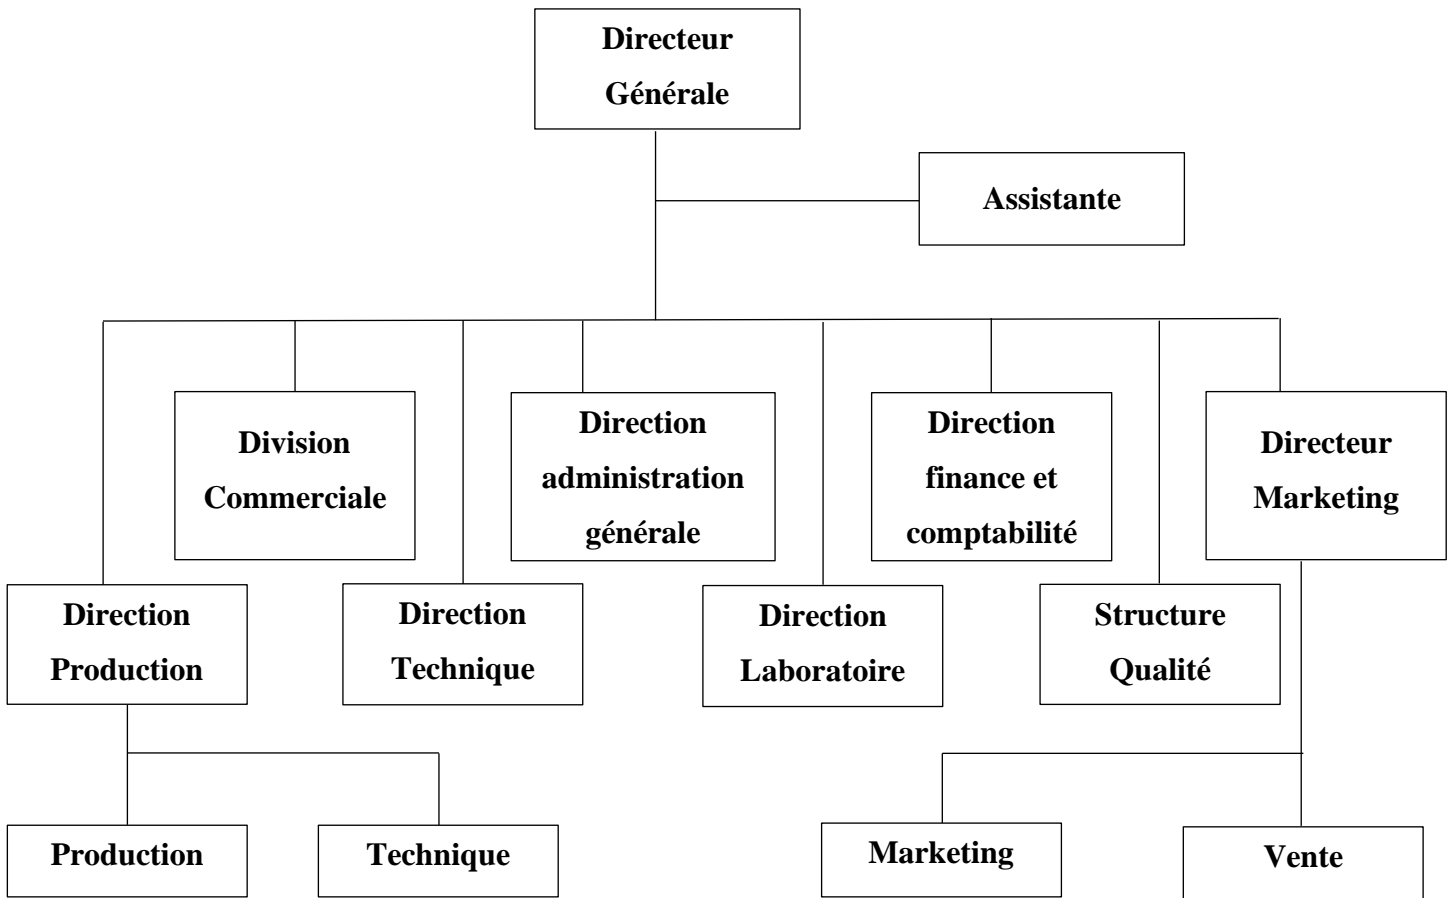 Directeur
Générale
Assistante
Division
Commerciale
Direction
administration
générale
Direction
finance et
comptabilité
Directeur
Marketing
Direction
Production
Direction
Technique
Direction
Laboratoire
Structure
Qualité
Production
Technique
Marketing
Vente